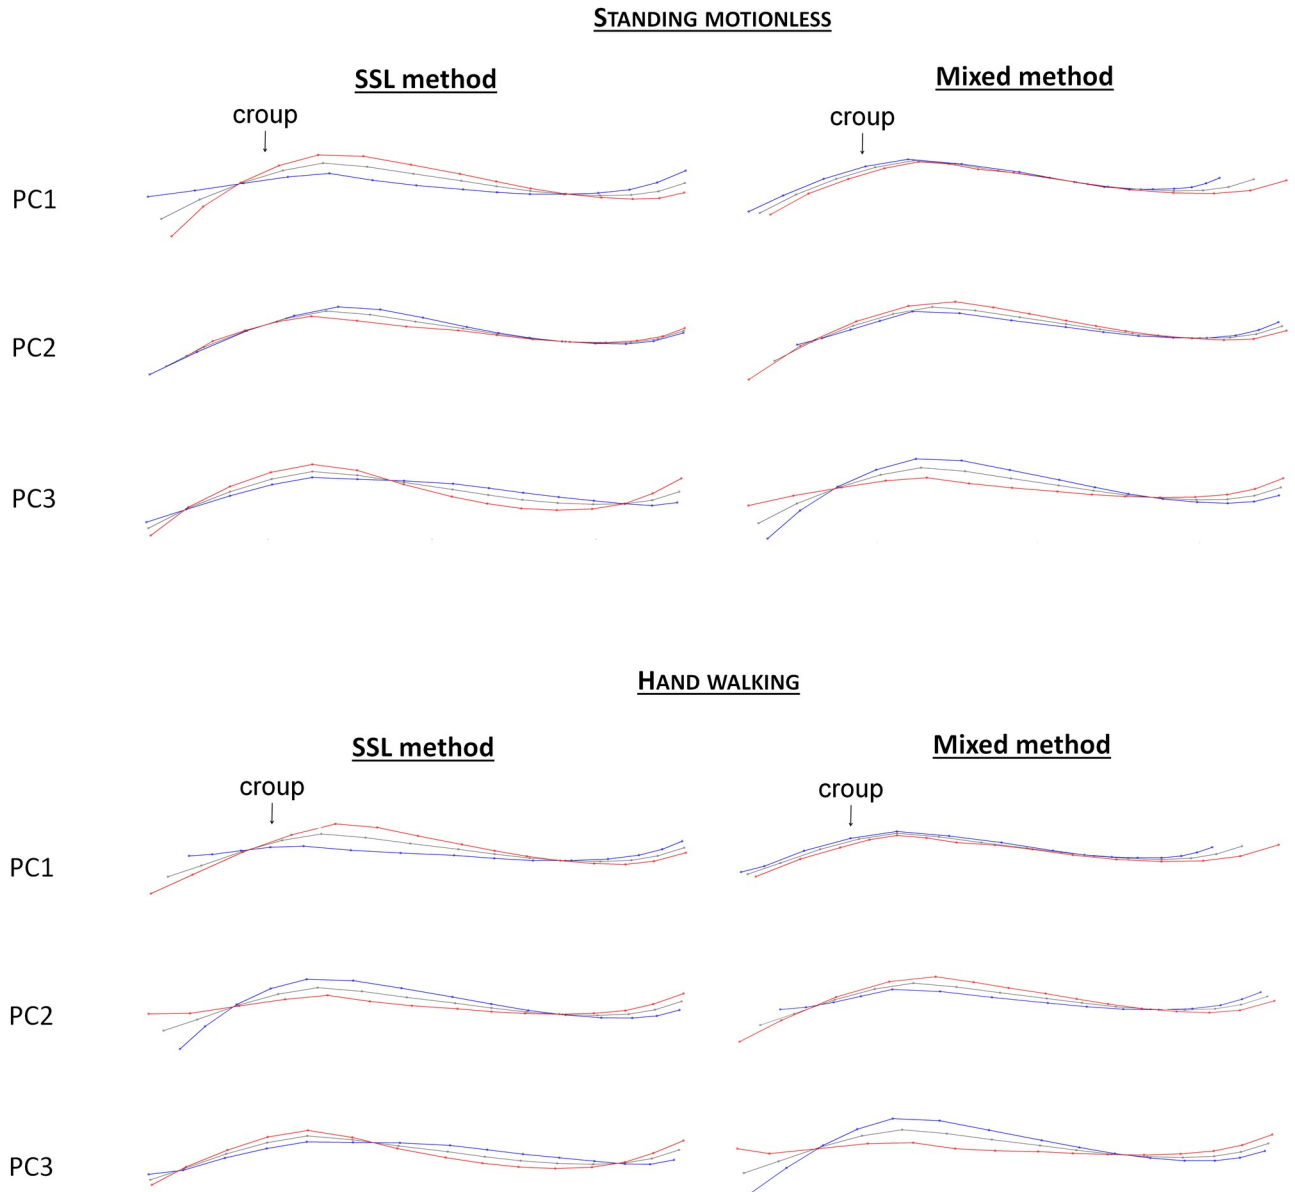 STANDING MOTIONLESS
SSL method
Mixed method
croup
croup
PC1
PC2
PC3
HAND WALKING
SSL method
Mixed method
croup
croup
PC1
PC2
PC3